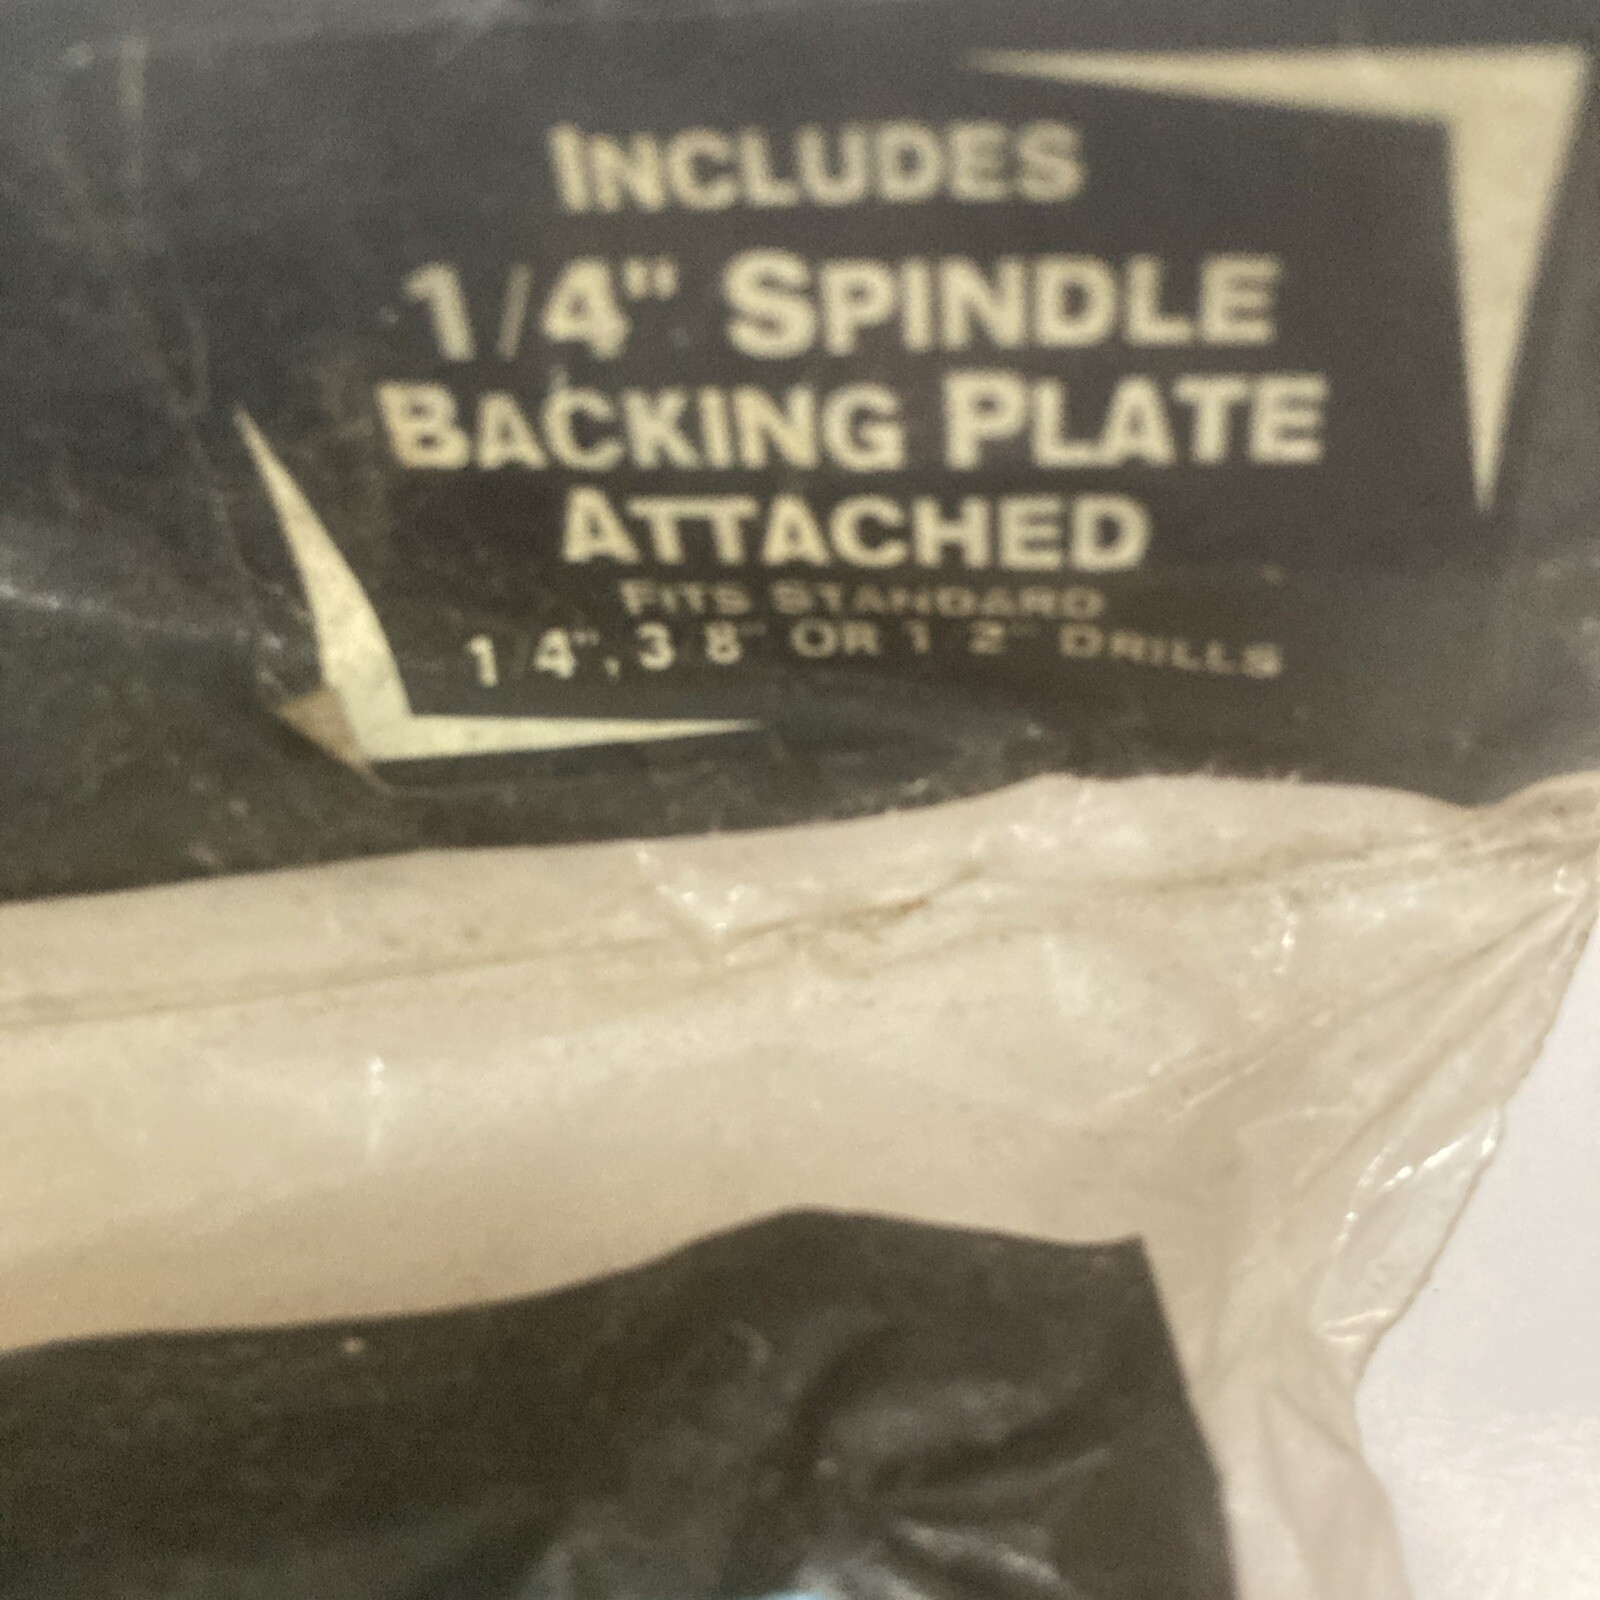 INCLUDES
1/4" SPINDLE
BACKING PLATE
ATTACHED
FITS STANDARD
1/4", 3/8" OR 1/2" DRILLS